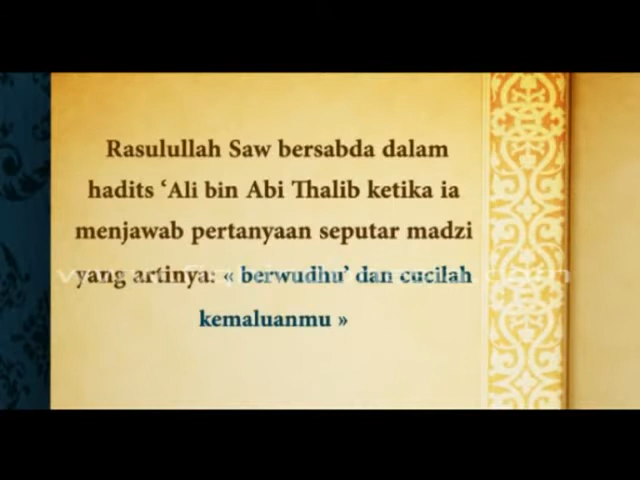 Rasulullah Saw bersabda dalam
hadits ‘Ali bin Abi Thalib ketika ia
menjawab pertanyaan seputar madzi
yang artinya: « berwudhu’ dan cucilah
kemaluanmu »